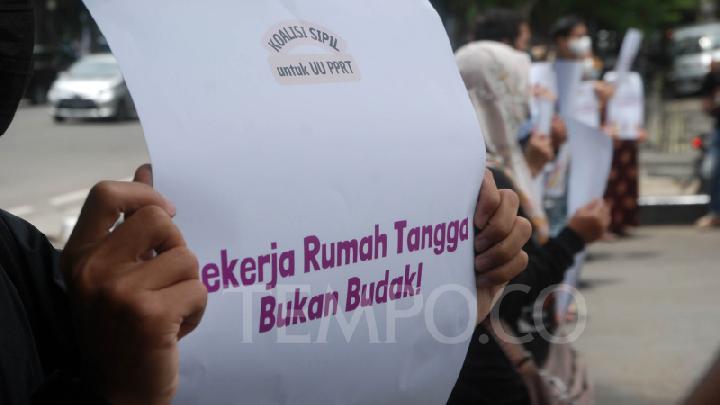 KOALISI SIPIL
untuk UU PPRT
ekerja Rumah Tangga
Bukan Budak!
TEMPO.CO